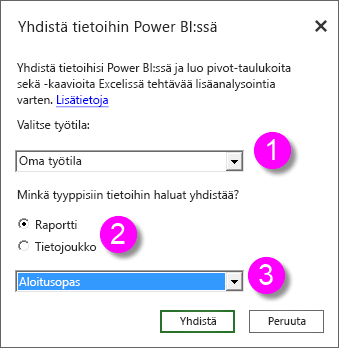 Yhdistä tietoihin Power BI:ssä
Yhdistä tietoihisi Power BI:ssä ja luo pivot-taulukoita
sekä -kaavioita Excelissä tehtävää lisäanalysointia
varten. Lisätietoja
Valitse työtila:
Oma työtila
1
Minkä tyyppisiin tietoihin haluat yhdistää?
Raportti
2
Tietojoukko
Aloitusopas
3
Yhdistä
Peruuta